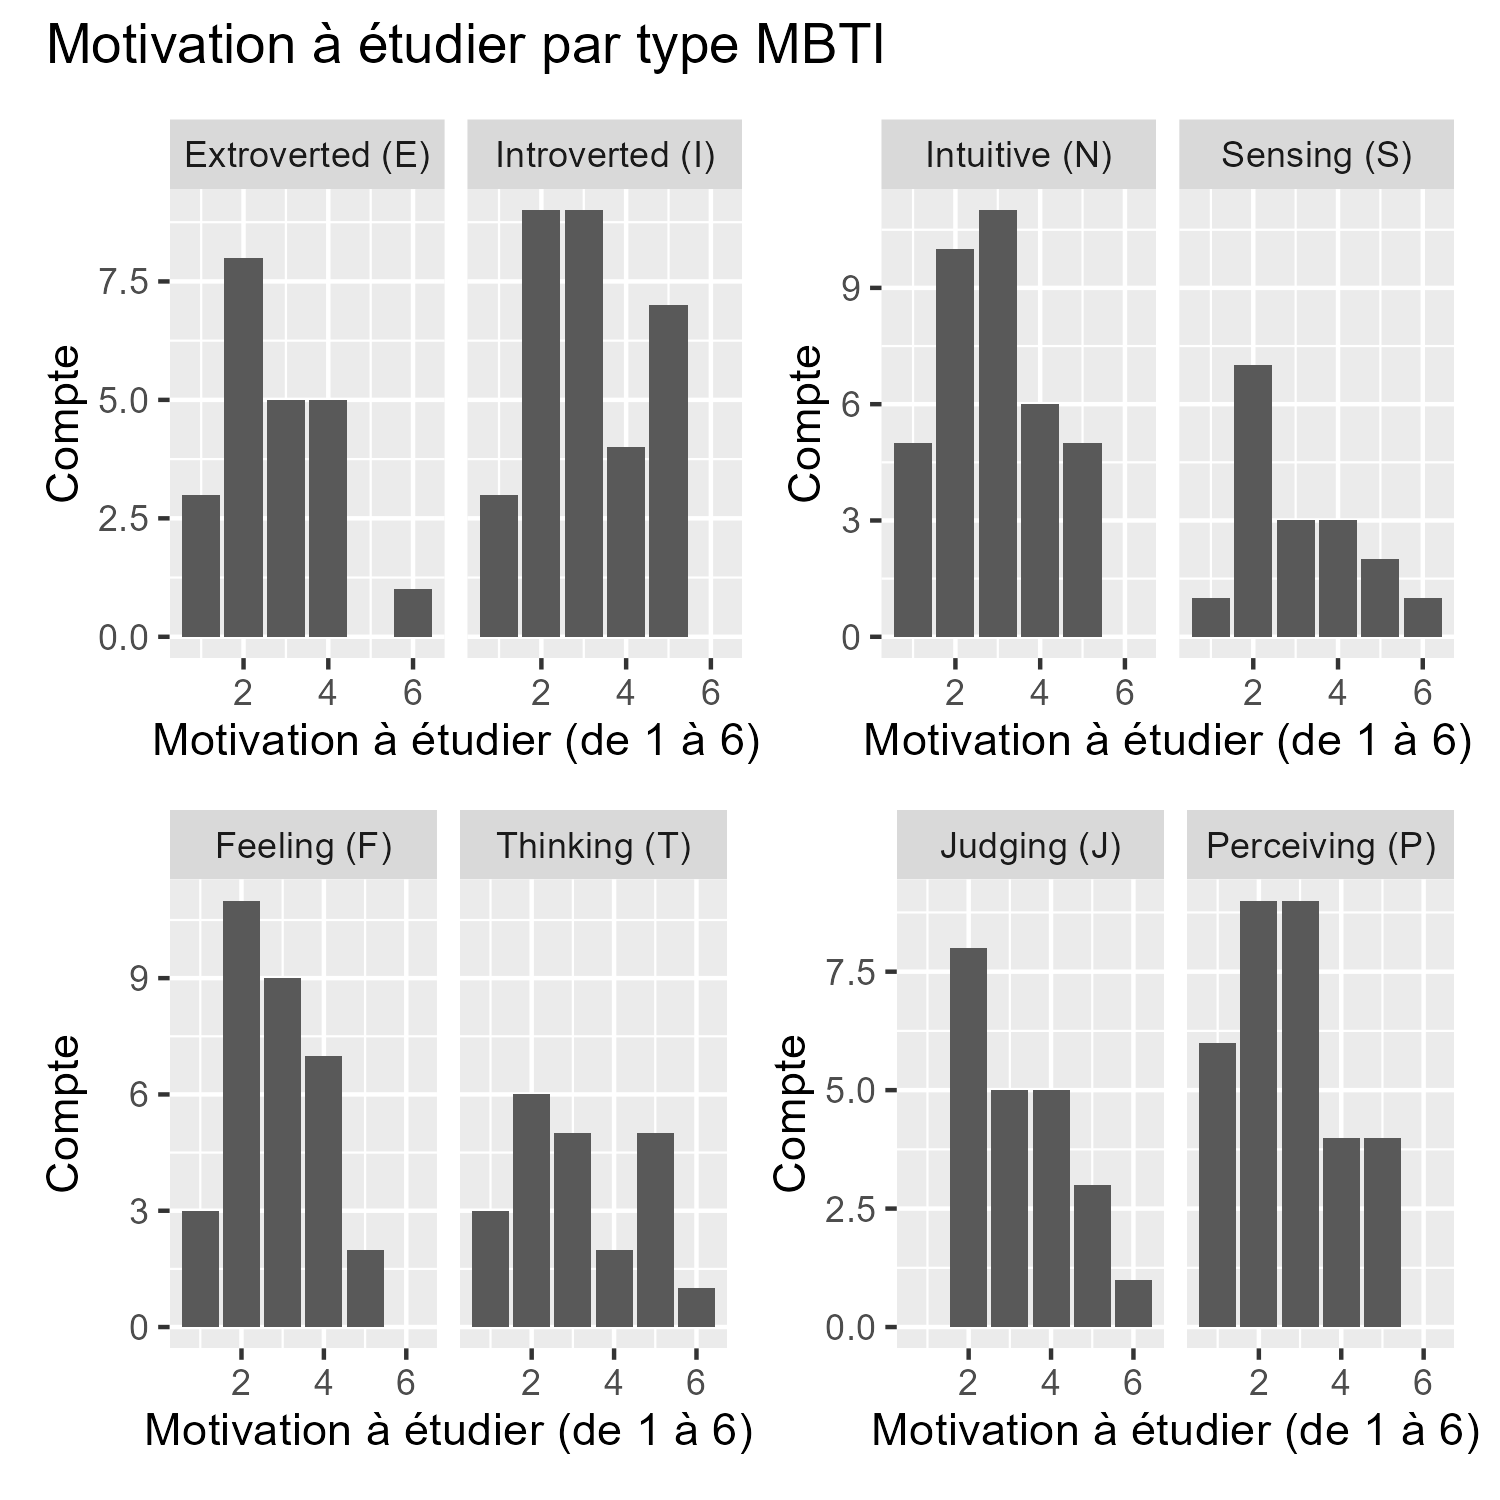 Motivation à étudier par type MBTI
Extroverted (E) Introverted (I)
Compte
7.5
5.0
2.5
0.0
2 4 6 2 4 6
Motivation à étudier (de 1 à 6)
Intuitive (N) Sensing (S)
Compte
9
6
3
0
2 4 6 2 4 6
Motivation à étudier (de 1 à 6)
Feeling (F) Thinking (T)
Compte
9
6
3
0
2 4 6 2 4 6
Motivation à étudier (de 1 à 6)
Judging (J) Perceiving (P)
Compte
7.5
5.0
2.5
0.0
2 4 6 2 4 6
Motivation à étudier (de 1 à 6)